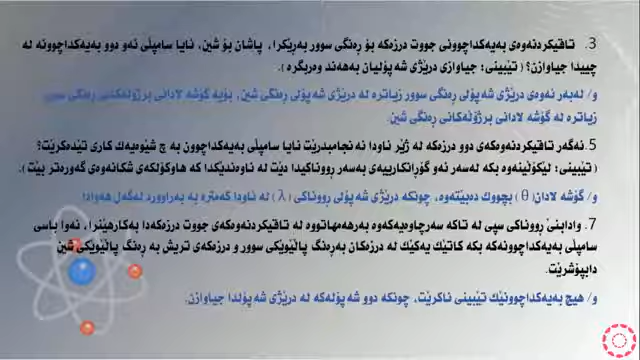 3. تاقیکردنەوەی بەیەکداچوونی جووت درزەکە بۆ ڕەنگی سوور بەڕێکرا، پاشان بۆ شین، ئایا سامپڵی ئەو دوو بەیەکداچوونە لە
چییدا جیاوازن؟ ( تێبینی: جیاوازی درێژی شەپۆلیان بەهەند وەربگرە ).
و/ لەبەر ئەوەی درێژی شەپۆلی ڕەنگی سوور زیاترە لە درێژی شەپۆلی ڕەنگی شین، بۆیە گۆشە لادانی برژۆڵەکانی ڕەنگی سوور
زیاترە لە گۆشە لادانی برژۆڵەکانی ڕەنگی شین.
5. ئەگەر تاقیکردنەوەکەی دوو درزەکە لە ژێر ئاودا ئەنجامبدرێت ئایا سامپڵی بەیەکداچوون بە چ شێوەیەک کاری تێدەکرێت؟
( تێبینی: لێکۆڵینەوە بکە لەسەر ئەو گۆڕانکارییەی بەسەر ڕووناکیدا دێت لە ناوەندێکدا کە هاوکۆلکەی شکانەوەی گەورەتر بێت ).
و/ گۆشە لادان(θ) بچووک دەبێتەوە، چونکە درێژی شەپۆلی ڕووناکی (λ) لە ئاودا کەمترە بە بەراوورد لەگەڵ هەوادا
7. وادابنێ ڕووناکی سپی لە تاکە سەرچاوەیەکەوە بەرهەمهاتووە لە تاقیکردنەوەکەی جووت درزەکەدا بەکارهێنرا، ئەوا باسی
سامپڵی بەیەکداچوونەکە بکە کاتێک یەکێک لە درزەکان بەڕەنگ پاڵێوێکی سوور و درزەکەی تریش بە ڕەنگ پاڵێوێکی شین
دابپۆشرێت.
و/ هیچ بەیەکداچوونێک تێبینی ناکرێت، چونکە دوو شەپۆلەکە لە درێژی شەپۆلدا جیاوازن.